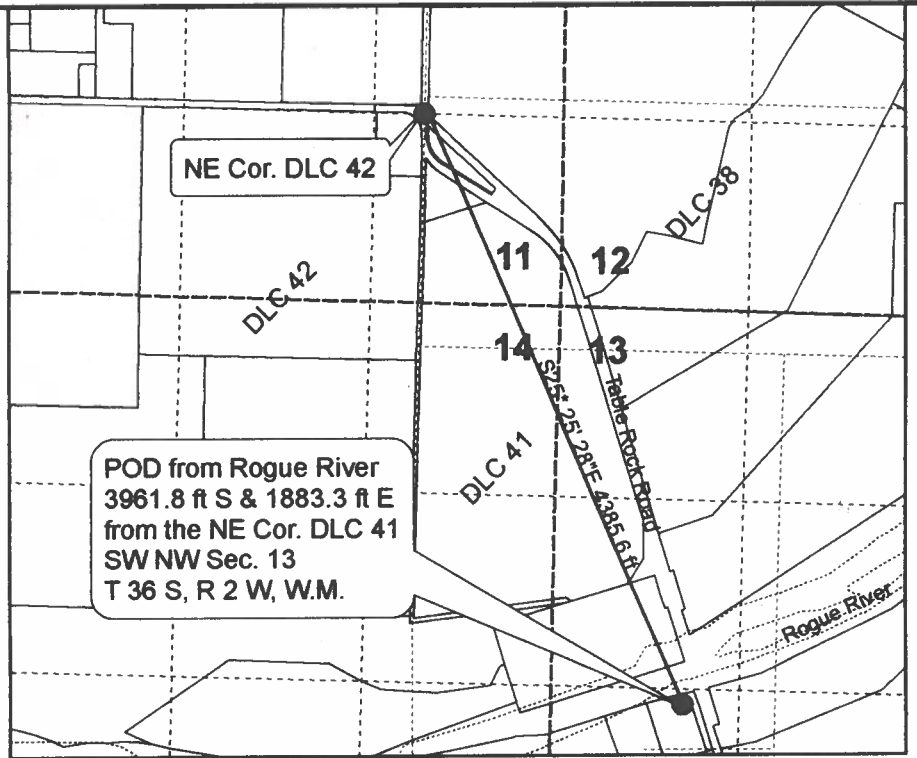 NE Cor. DLC 42
DLC 38
11
12
DLC 42
14
13
S25° 25' 28"E 4385.6 ft
Table Rock Road
DLC 41
POD from Rogue River
3961.8 ft S & 1883.3 ft E
from the NE Cor. DLC 41
SW NW Sec. 13
T 36 S, R 2 W, W.M.
Rogue River